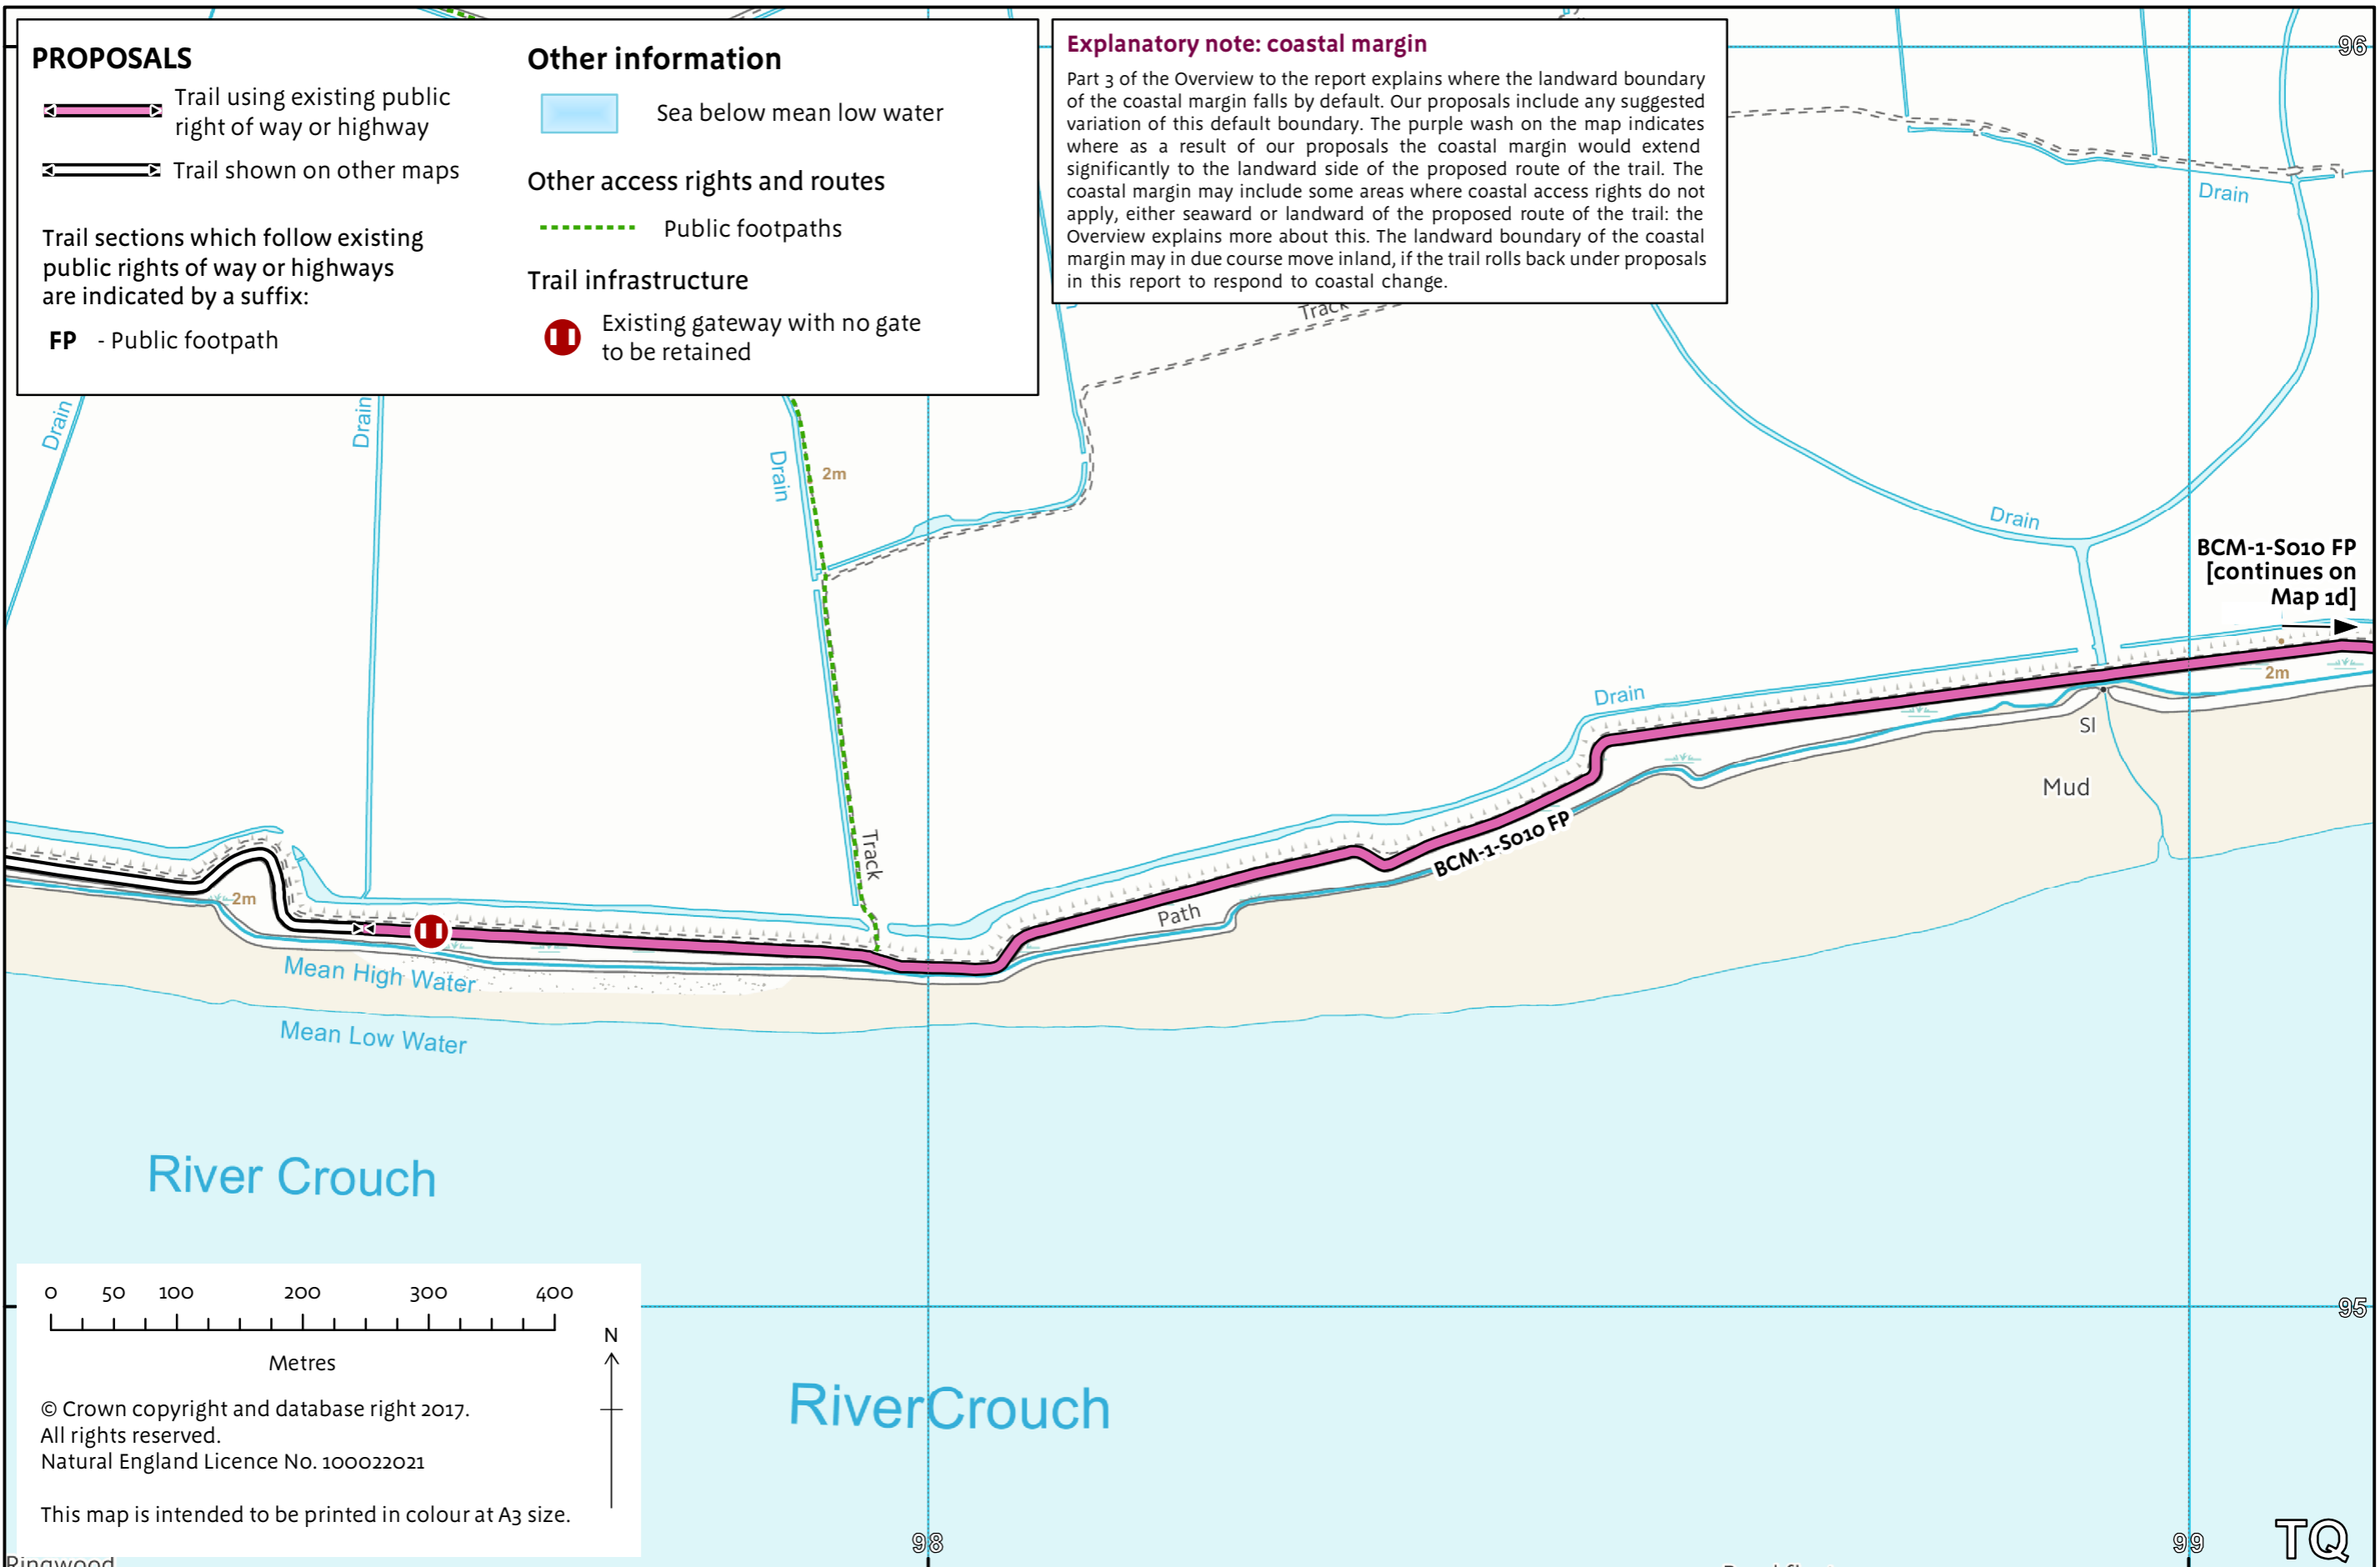 PROPOSALS
Trail using existing public
right of way or highway
Trail shown on other maps
Trail sections which follow existing
public rights of way or highways
are indicated by a suffix:
FP - Public footpath
Other information
Sea below mean low water
Other access rights and routes
Public footpaths
Trail infrastructure
Existing gateway with no gate
to be retained
Explanatory note: coastal margin
Part 3 of the Overview to the report explains where the landward boundary
of the coastal margin falls by default. Our proposals include any suggested
variation of this default boundary. The purple wash on the map indicates
where as a result of our proposals the coastal margin would extend
significantly to the landward side of the proposed route of the trail. The
coastal margin may include some areas where coastal access rights do not
apply, either seaward or landward of the proposed route of the trail: the
Overview explains more about this. The landward boundary of the coastal
margin may in due course move inland, if the trail rolls back under proposals
in this report to respond to coastal change.
96
Drain
Track
Drain
Drain
Drain
2m
Drain
BCM-1-S010 FP
[continues on
Map 1d]
2m
Drain
Sl
Mud
Track
BCM-1-S010 FP
2m
Path
Mean High Water
Mean Low Water
River Crouch
95
0 50 100 200 300 400
Metres
N
© Crown copyright and database right 2017.
All rights reserved.
Natural England Licence No. 100022021
This map is intended to be printed in colour at A3 size.
River Crouch
98
99
TQ
Ringwood